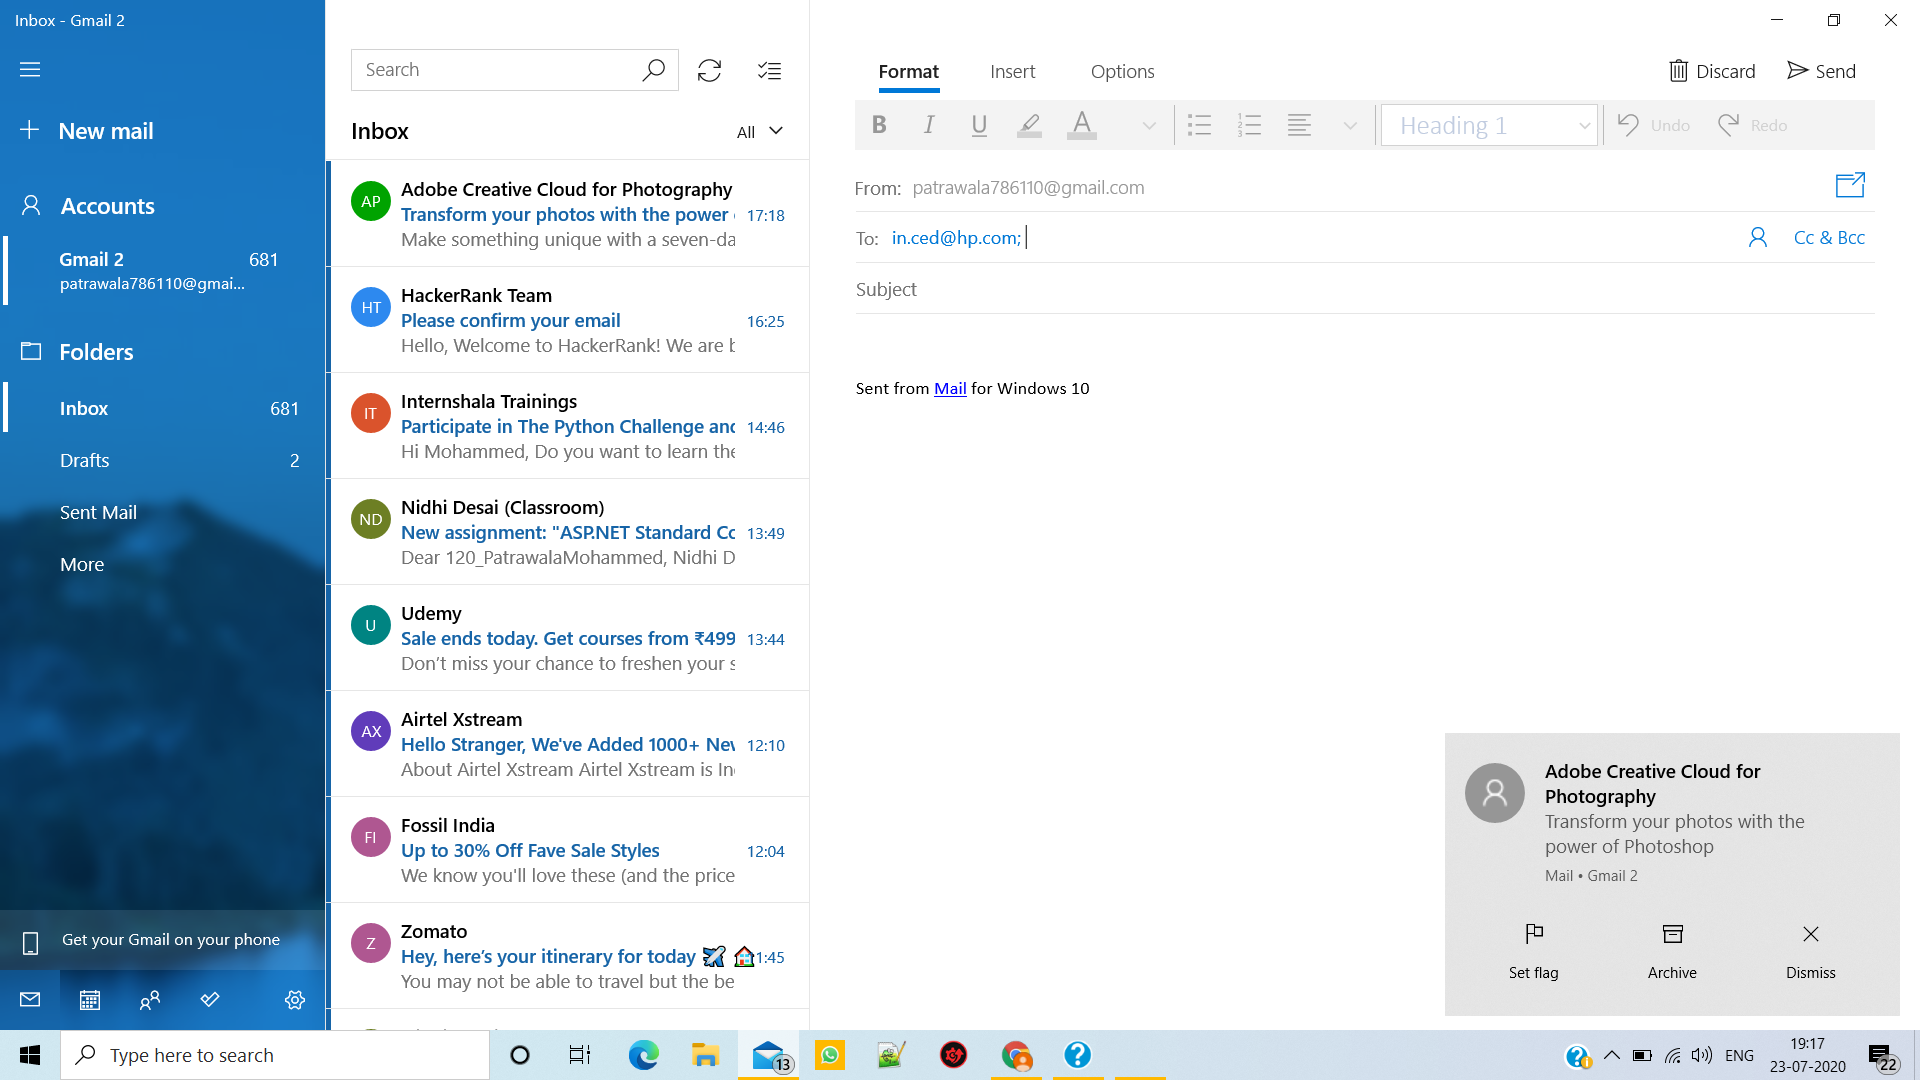 Inbox - Gmail 2
New mail
Accounts
Gmail 2 681
patrawala786110@gmai...
Folders
Inbox 681
Drafts 2
Sent Mail
More
Get your Gmail on your phone
Search
Inbox
All
AP
Adobe Creative Cloud for Photography
Transform your photos with the power 17:18
Make something unique with a seven-da
HT
HackerRank Team
Please confirm your email 16:25
Hello, Welcome to HackerRank! We are b
IT
Internshala Trainings
Participate in The Python Challenge and 14:46
Hi Mohammed, Do you want to learn the
ND
Nidhi Desai (Classroom)
New assignment: "ASP.NET Standard Co 13:49
Dear 120_PatrawalaMohammed, Nidhi D
U
Udemy
Sale ends today. Get courses from ₹499 13:44
Don't miss your chance to freshen your s
AX
Airtel Xstream
Hello Stranger, We've Added 1000+ Nev 12:10
About Airtel Xstream Airtel Xstream is In
FI
Fossil India
Up to 30% Off Fave Sale Styles 12:04
We know you'll love these (and the price
Z
Zomato
Hey, here's your itinerary for today ✈️ 🏠 1:45
You may not be able to travel but the be
Format Insert Options
Discard Send
B I U A
Heading 1
Undo Redo
From: patrawala786110@gmail.com
To: in.ced@hp.com;
Cc & Bcc
Subject
Sent from Mail for Windows 10
Adobe Creative Cloud for
Photography
Transform your photos with the
power of Photoshop
Mail • Gmail 2
Set flag Archive Dismiss
Type here to search
13
ENG
19:17
23-07-2020
22